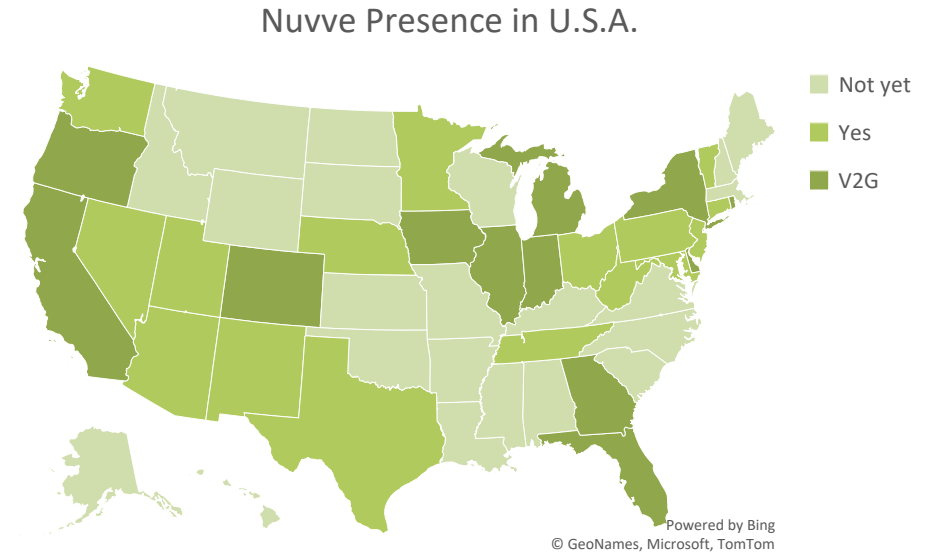 Nuvve Presence in U.S.A.
Not yet
Yes
V2G
Powered by Bing
© GeoNames, Microsoft, TomTom